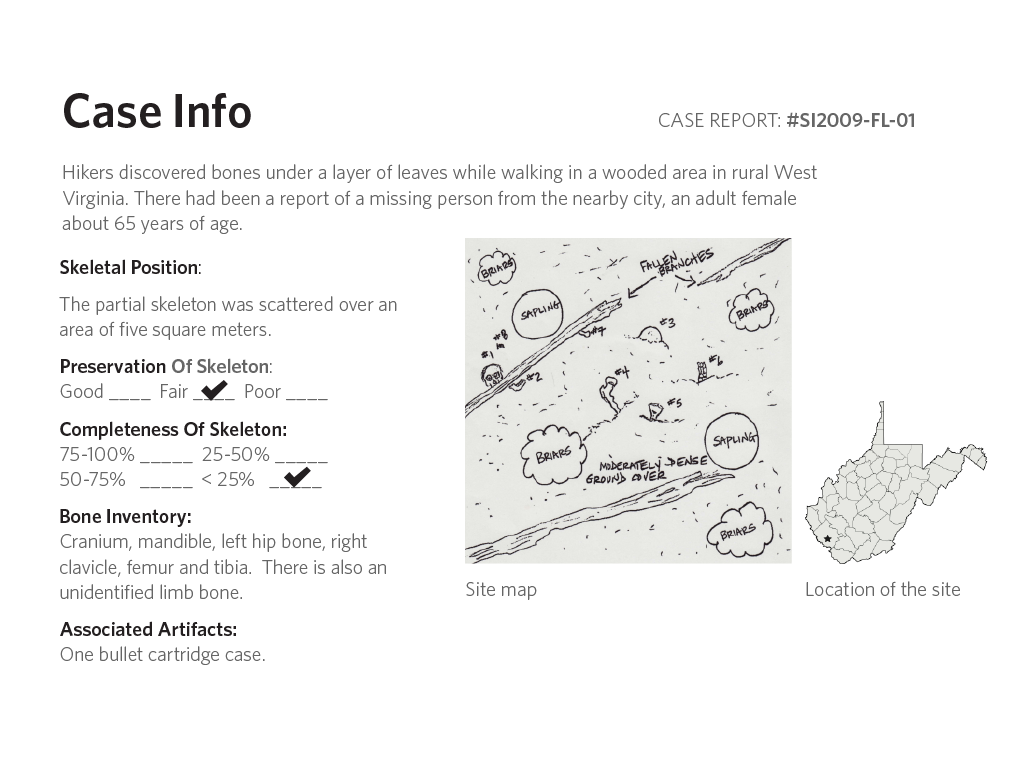 Case Info
CASE REPORT: #SI2009-FL-01
Hikers discovered bones under a layer of leaves while walking in a wooded area in rural West
Virginia. There had been a report of a missing person from the nearby city, an adult female
about 65 years of age.
Skeletal Position:
The partial skeleton was scattered over an
area of five square meters.
Preservation Of Skeleton:
Good ____ Fair ____ Poor ____
Completeness Of Skeleton:
75-100% _____ 25-50% _____
50-75% _____ < 25% _____
Bone Inventory:
Cranium, mandible, left hip bone, right
clavicle, femur and tibia. There is also an
unidentified limb bone.
Associated Artifacts:
One bullet cartridge case.
BRIARS
FALLEN
BRANCHES
SAPLING
BRIARS
#8
#7
#3
#1
#2
#4
#6
#5
BRIARS
SAPLING
MODERATELY DENSE
GROUND COVER
BRIARS
Site map
Location of the site